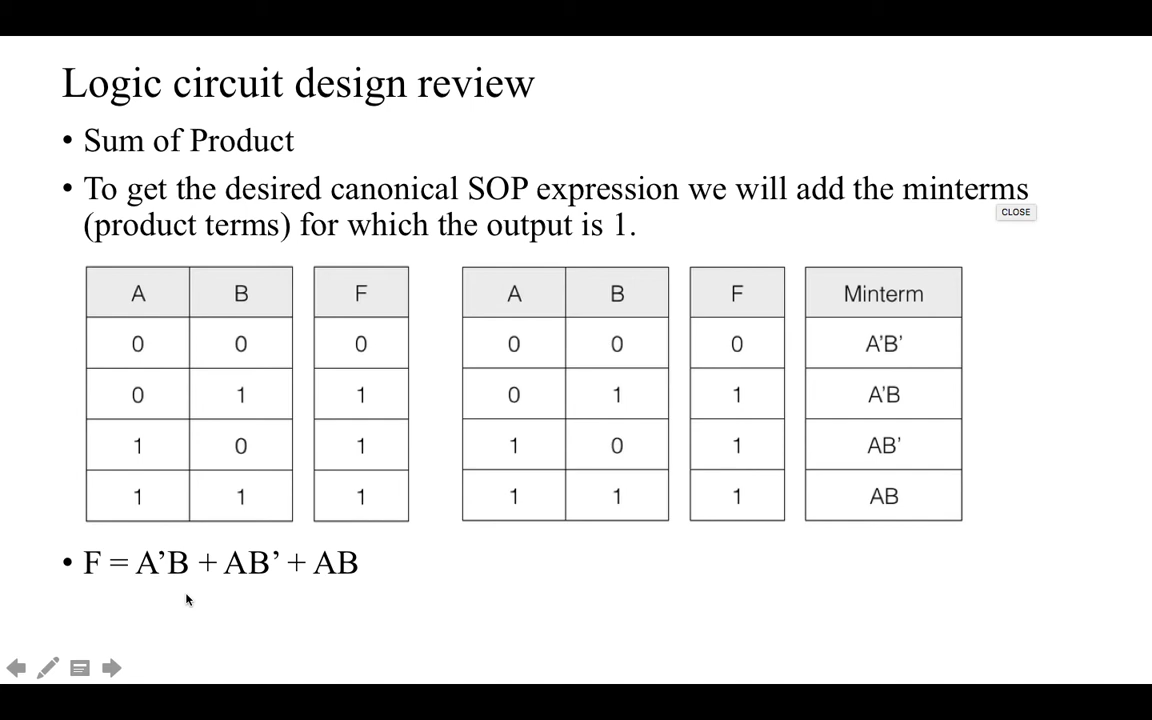 Logic circuit design review
• Sum of Product
• To get the desired canonical SOP expression we will add the minterms
(product terms) for which the output is 1.
CLOSE
A B F A B F Minterm
0 0 0 0 0 0 A'B'
0 1 1 0 1 1 A'B
1 0 1 1 0 1 AB'
1 1 1 1 1 1 AB
• F = A’B + AB’ + AB